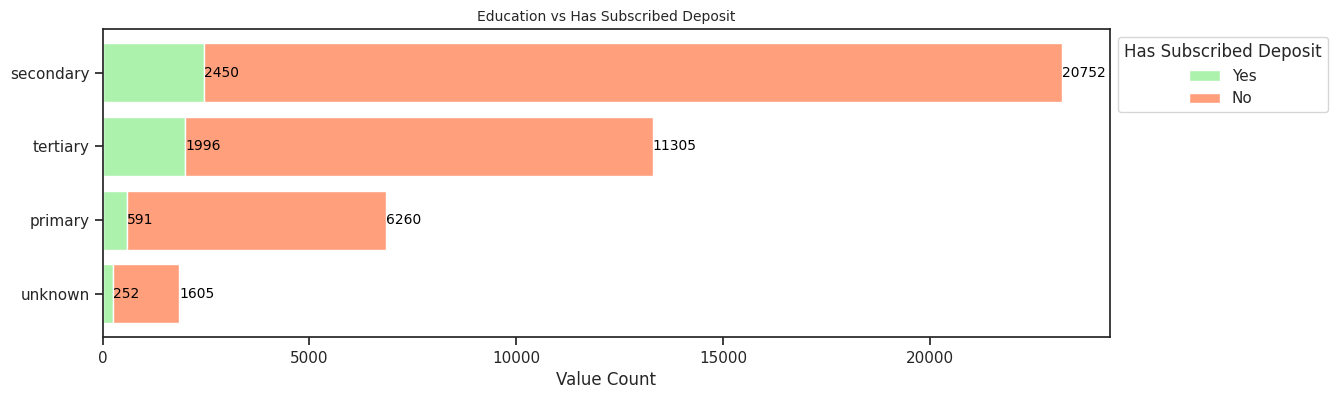 Education vs Has Subscribed Deposit
secondary 2450 20752
tertiary 1996 11305
primary 591 6260
unknown 252 1605
0 5000 10000 15000 20000
Value Count
Has Subscribed Deposit
Yes
No